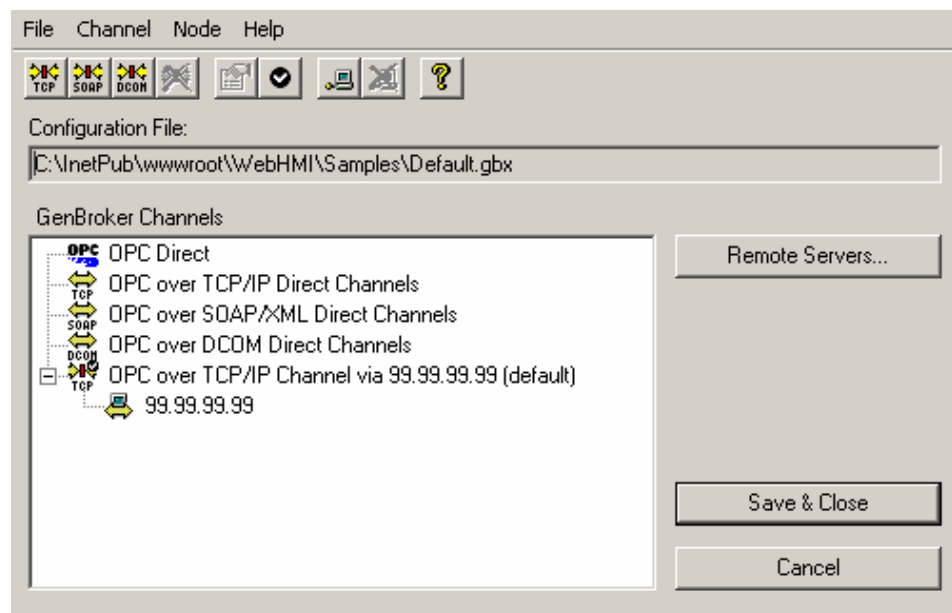 File Channel Node Help
TCP SOAP DCOM
Configuration File:
C:\InetPub\wwwroot\WebHMI\Samples\Default.gbx
GenBroker Channels
OPC OPC Direct
Remote Servers...
TCP OPC over TCP/IP Direct Channels
SOAP OPC over SOAP/XML Direct Channels
DCOM OPC over DCOM Direct Channels
TCP OPC over TCP/IP Channel via 99.99.99.99 (default)
99.99.99.99
Save & Close
Cancel